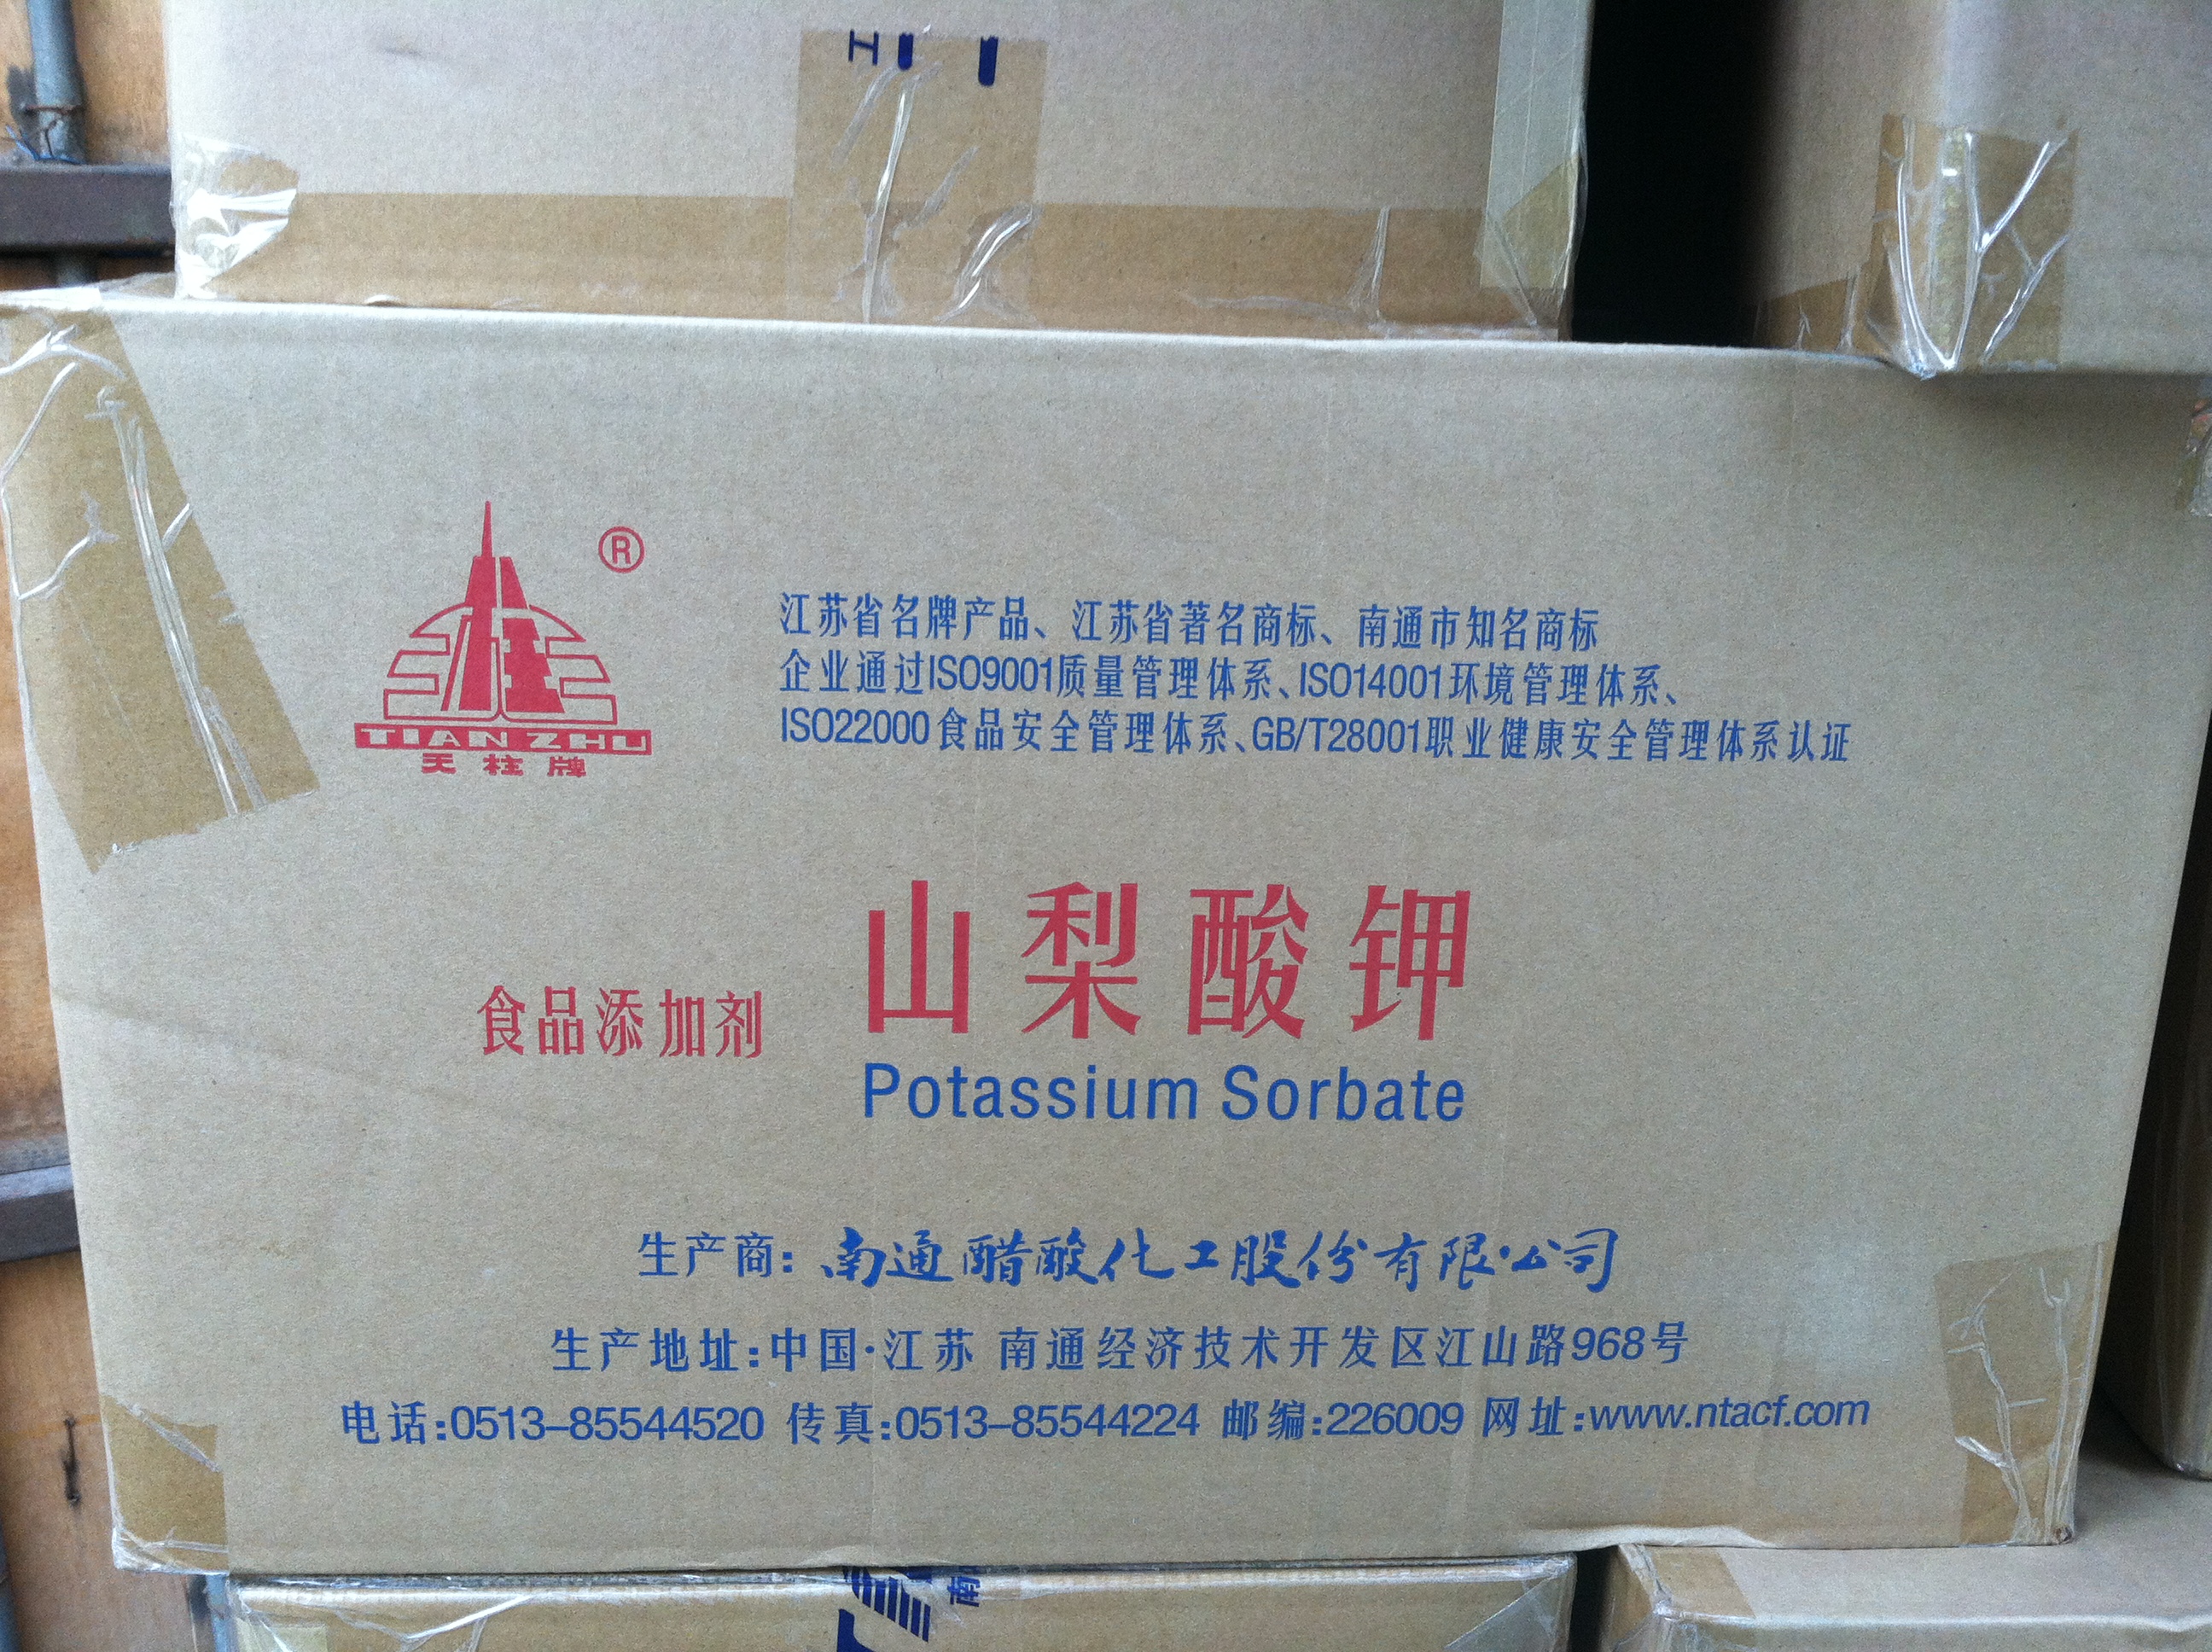 ®
江苏省名牌产品、江苏省著名商标、南通市知名商标
企业通过ISO9001质量管理体系、ISO14001环境管理体系、
ISO22000食品安全管理体系、GB/T28001职业健康安全管理体系认证
TIAN ZHU
天柱牌
食品添加剂 山梨酸钾
Potassium Sorbate
生产商：南通醋酸化工股份有限公司
生产地址：中国·江苏 南通经济技术开发区江山路968号
电话：0513-85544520 传真：0513-85544224 邮编：226009 网址：www.ntacf.com